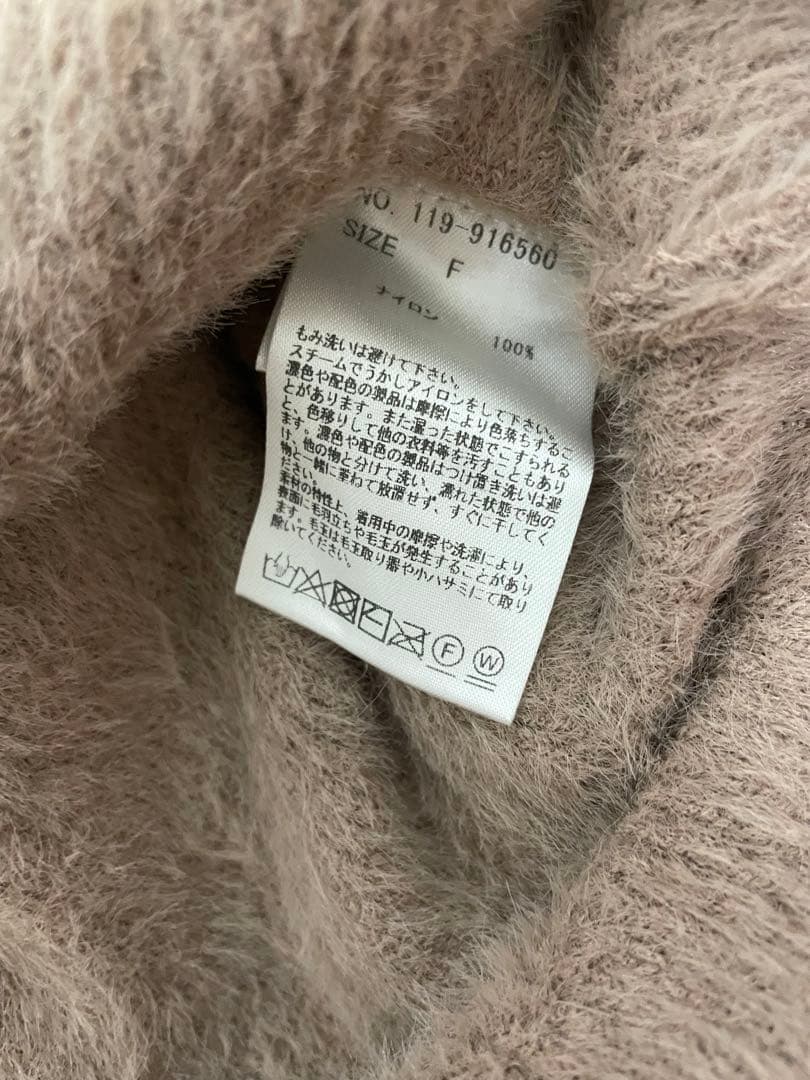 NO. 119-916560
SIZE F
ナイロン 100%
もみ洗いは避けて下さい。
スチームでうかしアイロンをして下さい。
濃色や配色の製品は摩擦により色落ちするこ
とがあります。また湿った状態でこすられる
と、色移りして他の衣料等を汚すこともあり
ます。濃色や配色の製品はつけ置き洗いは避
け、他の物と分けて洗い、濡れた状態で他の
物と一緒に重ねて放置せず、すぐに干してく
ださい。
素材の特性上、着用中の摩擦や洗濯により、
表面に毛羽立ちや毛玉が発生することがあり
ます。毛玉は毛玉取り器や小ハサミにて取り
除いてください。
F W